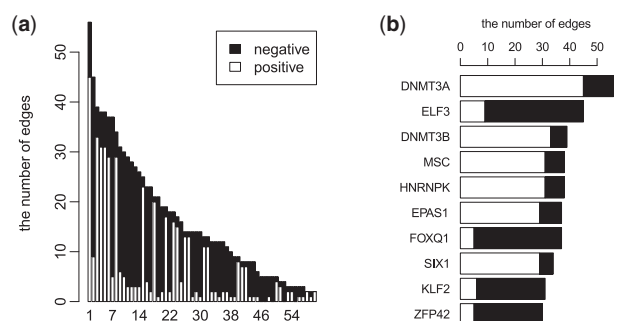 (a)
the number of edges
50
40
30
20
10
0
negative
positive
1 7 14 22 30 38 46 54
(b)
the number of edges
0 10 20 30 40 50
DNMT3A
ELF3
DNMT3B
MSC
HNRNPK
EPAS1
FOXQ1
SIX1
KLF2
ZFP42